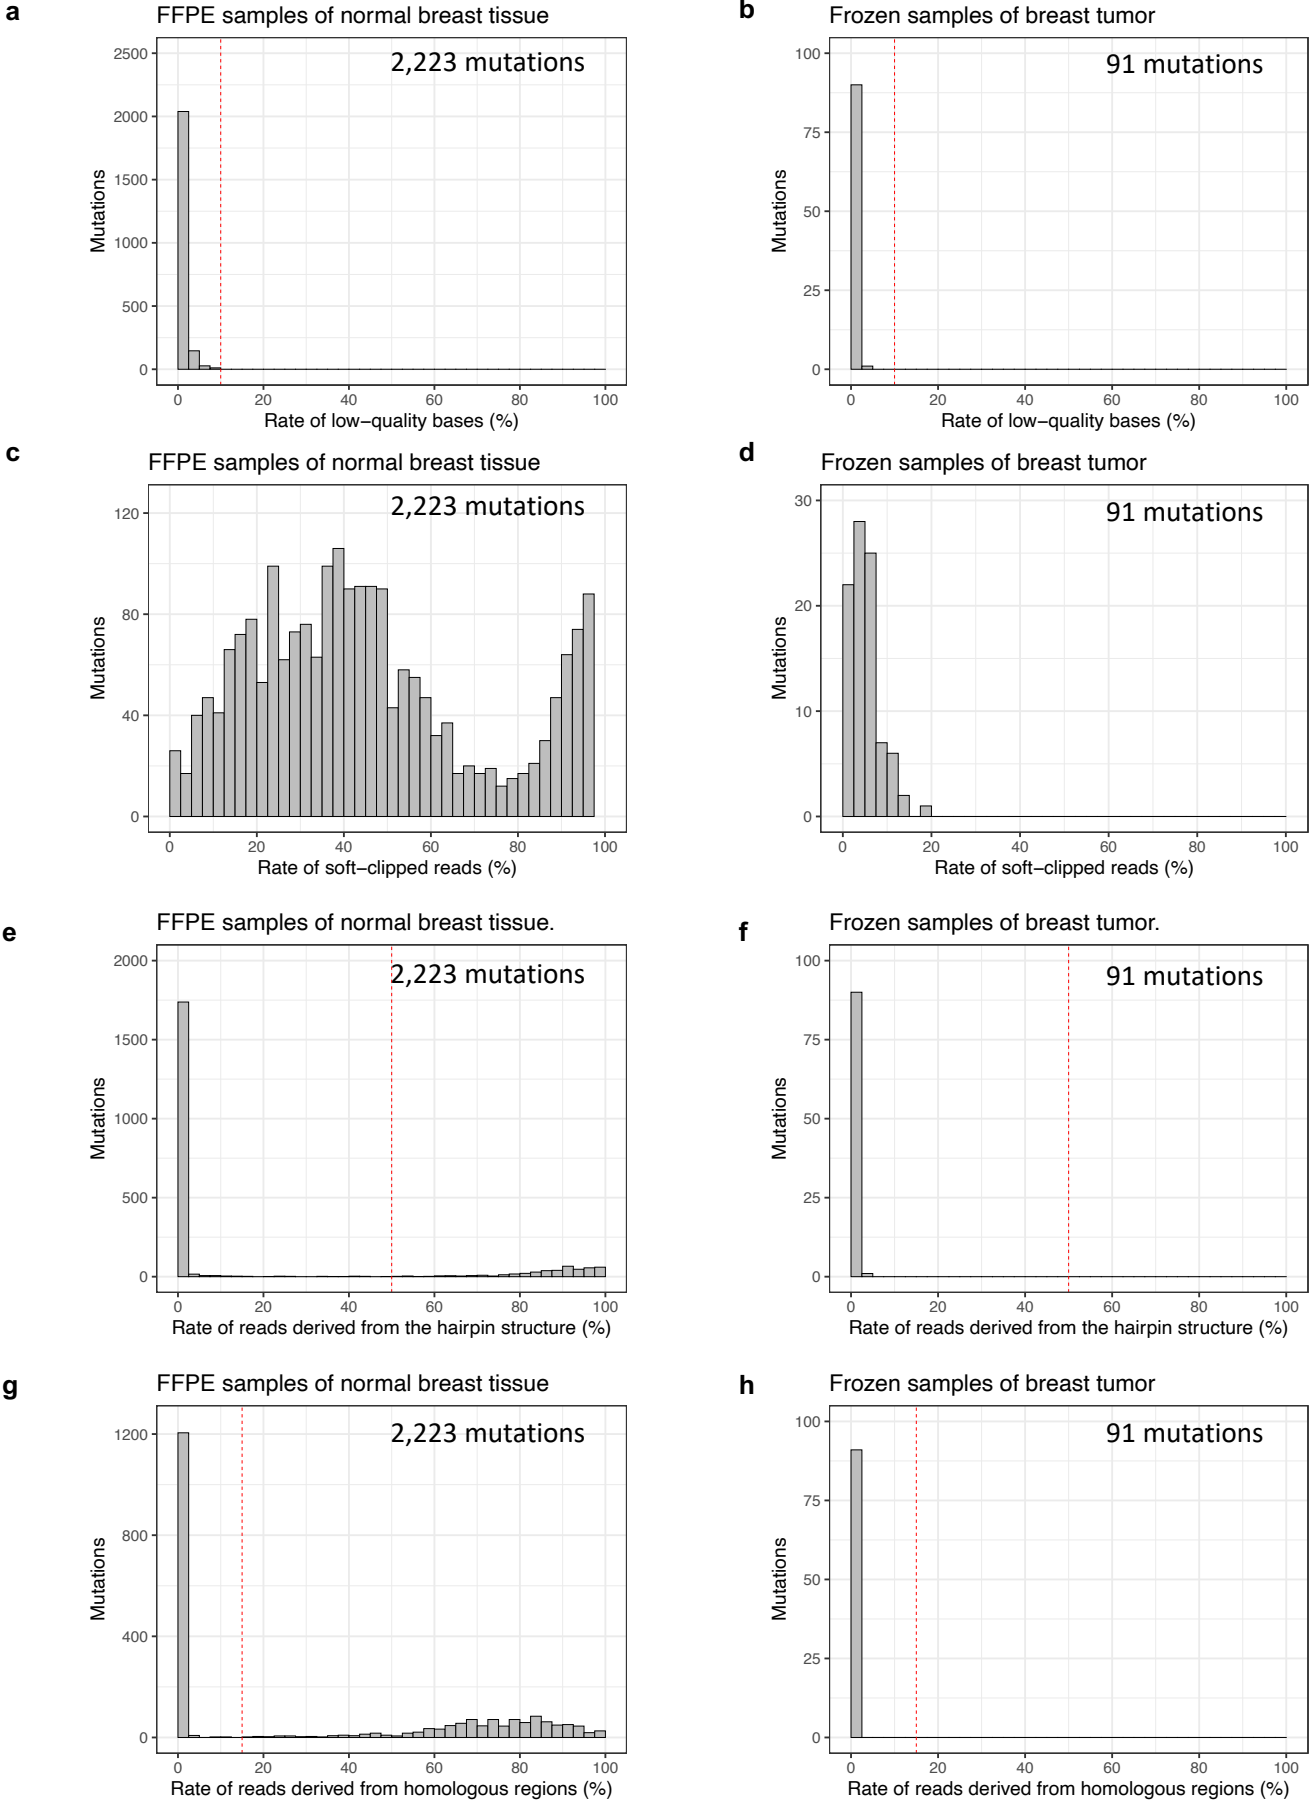 a
FFPE samples of normal breast tissue
2,223 mutations
2500
2000
1500
1000
500
0
Mutations
0 20 40 60 80 100
Rate of low−quality bases (%)
b
Frozen samples of breast tumor
91 mutations
100
75
50
25
0
Mutations
0 20 40 60 80 100
Rate of low−quality bases (%)
c
FFPE samples of normal breast tissue
2,223 mutations
120
80
40
0
Mutations
0 20 40 60 80 100
Rate of soft−clipped reads (%)
d
Frozen samples of breast tumor
91 mutations
30
20
10
0
Mutations
0 20 40 60 80 100
Rate of soft−clipped reads (%)
e
FFPE samples of normal breast tissue.
2,223 mutations
2000
1500
1000
500
0
Mutations
0 20 40 60 80 100
Rate of reads derived from the hairpin structure (%)
f
Frozen samples of breast tumor.
91 mutations
100
75
50
25
0
Mutations
0 20 40 60 80 100
Rate of reads derived from the hairpin structure (%)
g
FFPE samples of normal breast tissue
2,223 mutations
1200
800
400
0
Mutations
0 20 40 60 80 100
Rate of reads derived from homologous regions (%)
h
Frozen samples of breast tumor
91 mutations
100
75
50
25
0
Mutations
0 20 40 60 80 100
Rate of reads derived from homologous regions (%)